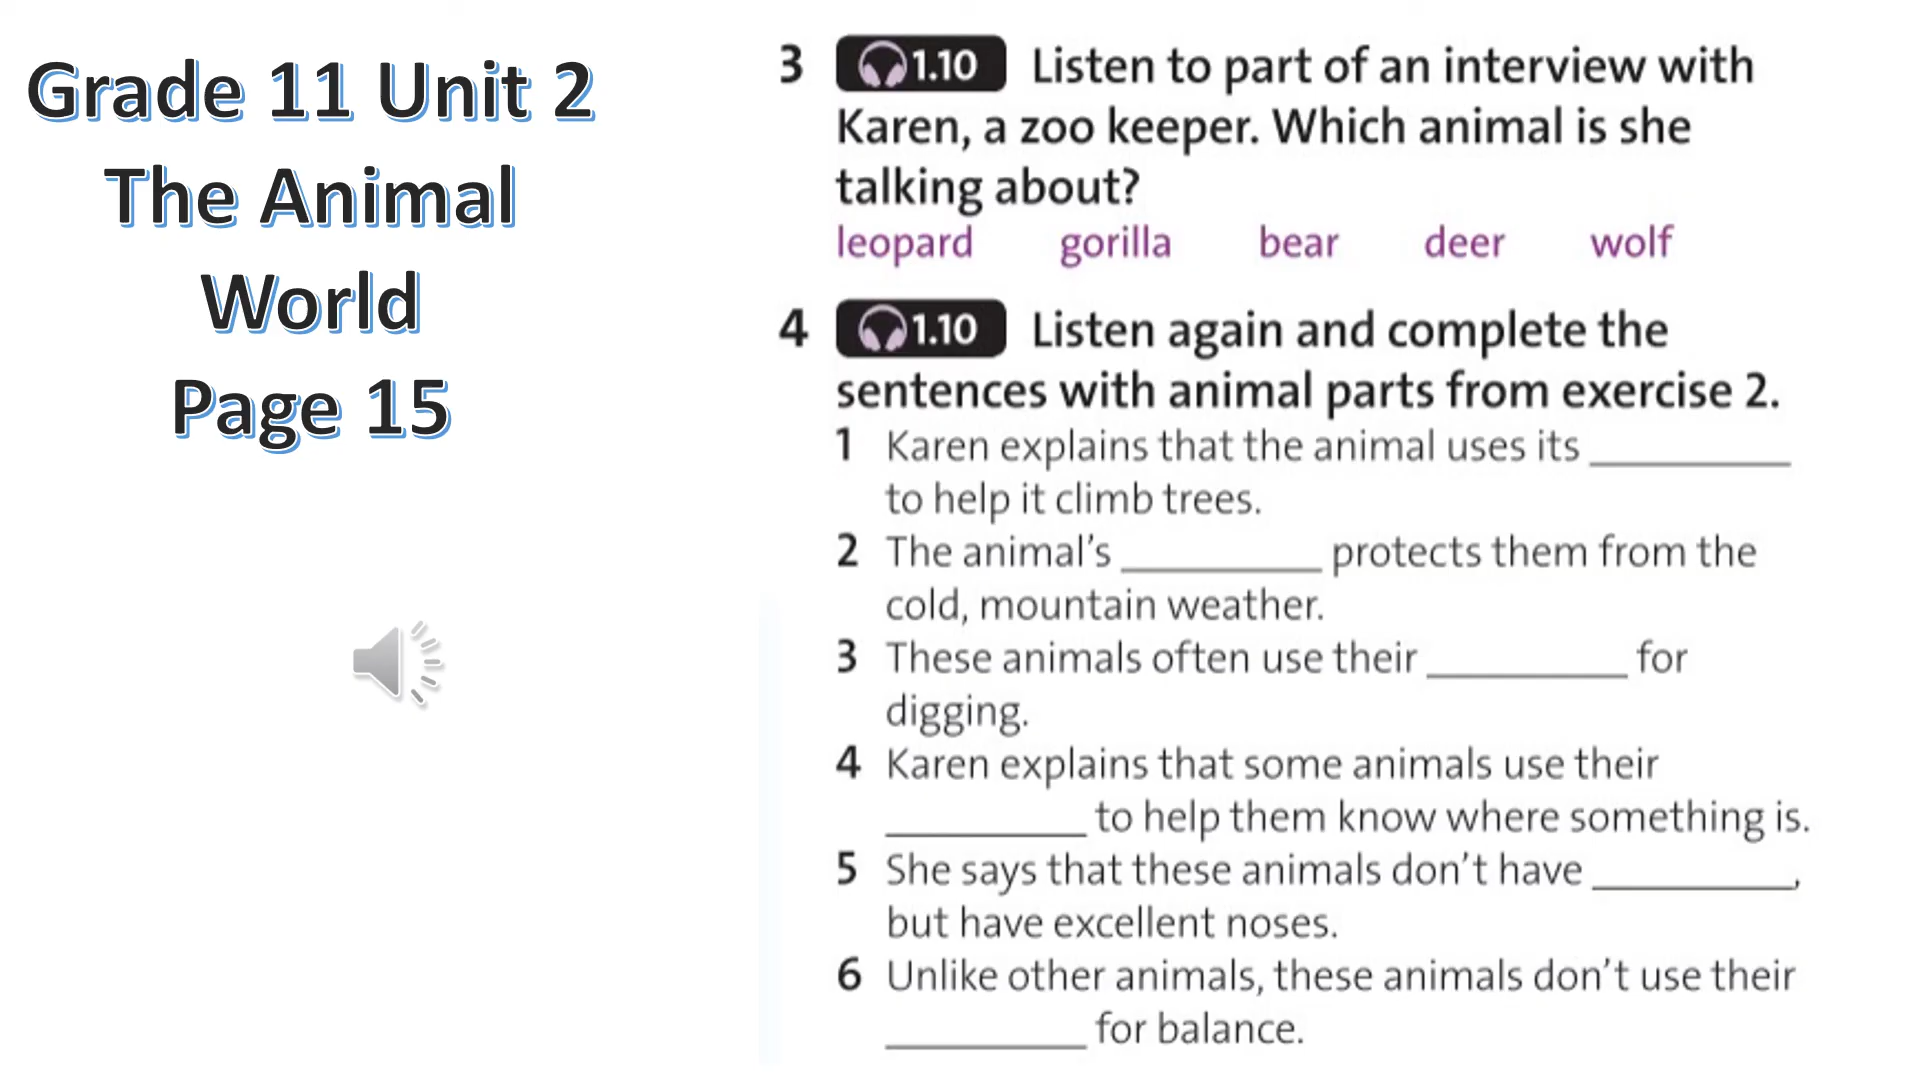 Grade 11 Unit 2
The Animal
World
Page 15
3 1.10 Listen to part of an interview with
Karen, a zoo keeper. Which animal is she
talking about?
leopard gorilla bear deer wolf
4 1.10 Listen again and complete the
sentences with animal parts from exercise 2.
1 Karen explains that the animal uses its __________
to help it climb trees.
2 The animal’s __________ protects them from the
cold, mountain weather.
3 These animals often use their __________ for
digging.
4 Karen explains that some animals use their
__________ to help them know where something is.
5 She says that these animals don’t have __________,
but have excellent noses.
6 Unlike other animals, these animals don’t use their
__________ for balance.